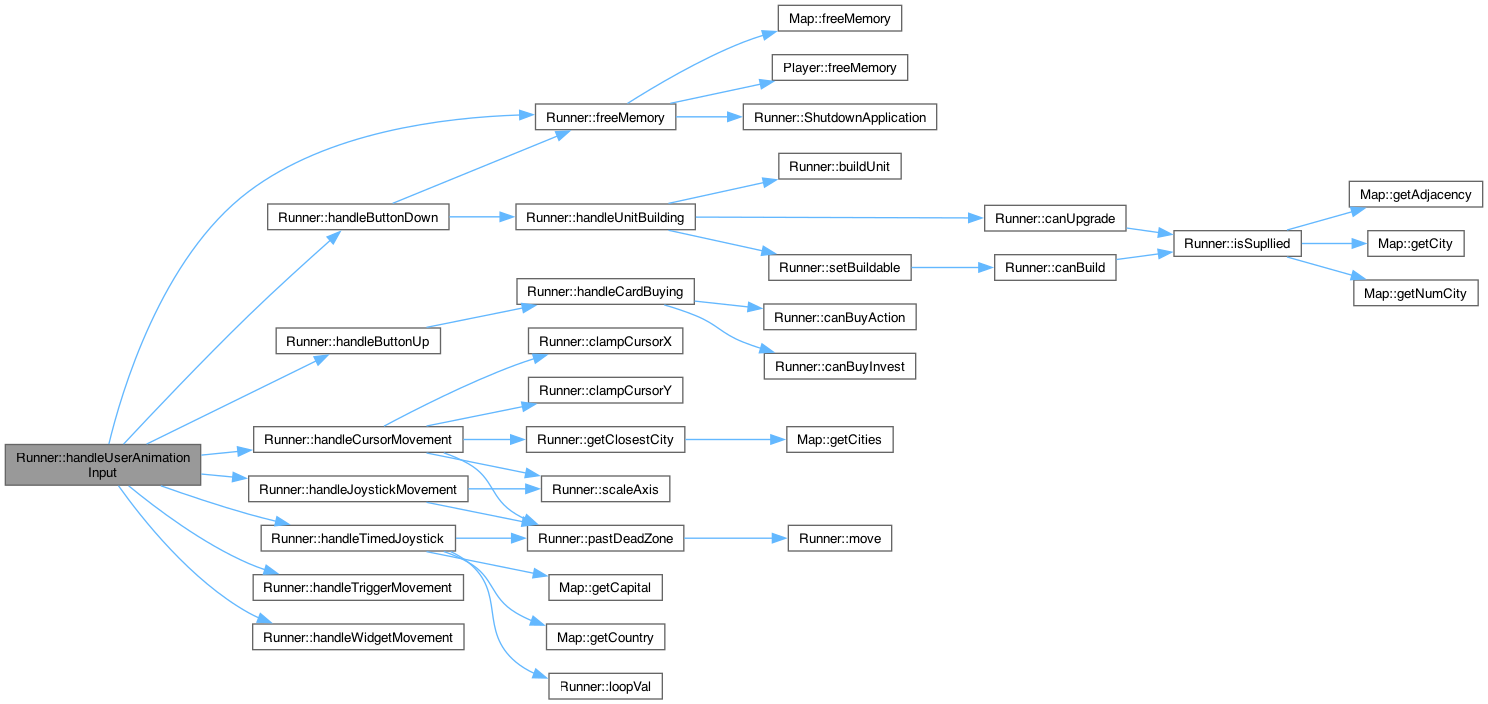 Map::freeMemory
Player::freeMemory
Runner::freeMemory
Runner::ShutdownApplication
Runner::buildUnit
Runner::handleButtonDown
Runner::handleUnitBuilding
Runner::canUpgrade
Map::getAdjacency
Runner::isSupllied
Map::getCity
Runner::setBuildable
Runner::canBuild
Map::getNumCity
Runner::handleCardBuying
Runner::canBuyAction
Runner::handleButtonUp
Runner::clampCursorX
Runner::canBuyInvest
Runner::clampCursorY
Runner::handleCursorMovement
Runner::getClosestCity
Map::getCities
Runner::handleUserAnimation
Input
Runner::handleJoystickMovement
Runner::scaleAxis
Runner::handleTimedJoystick
Runner::pastDeadZone
Runner::move
Runner::handleTriggerMovement
Map::getCapital
Runner::handleWidgetMovement
Map::getCountry
Runner::loopVal